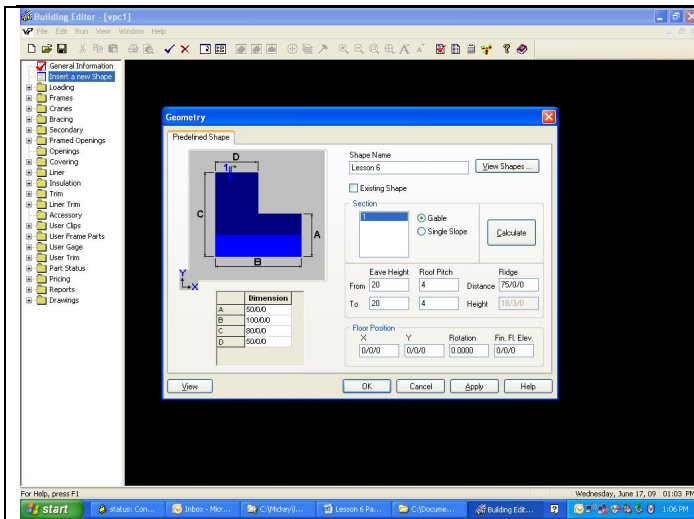 Building Editor - [vpc1]
File Edit Run View Window Help
General Information
Insert a new Shape
Loading
Frames
Cranes
Bracing
Secondary
Framed Openings
Openings
Covering
Liner
Insulation
Trim
Liner Trim
Accessory
User Clips
User Frame Parts
User Gage
User Trim
Part Status
Pricing
Reports
Drawings
Geometry
Predefined Shape
D
1
C
A
B
Y
X
Dimension
A 50/0/0
B 100/0/0
C 80/0/0
D 50/0/0
Shape Name
Lesson 6
View Shapes ...
Existing Shape
Section
1
Gable
Single Slope
Calculate
Eave Height Roof Pitch Ridge
From 20 4 Distance 75/0/0
To 20 4 Height 18/3/0
Floor Position
X Y Rotation Fin. Fl. Elev.
0/0/0 0/0/0 0.0000 0/0/0
View
OK Cancel Apply Help
For Help, press F1
Wednesday, June 17, 09 01:03 PM
start status: Con... Inbox - Micr... C:\Mickey\J... Lesson 6 Pa... C:\Docume... Building Edit... 1:06 PM